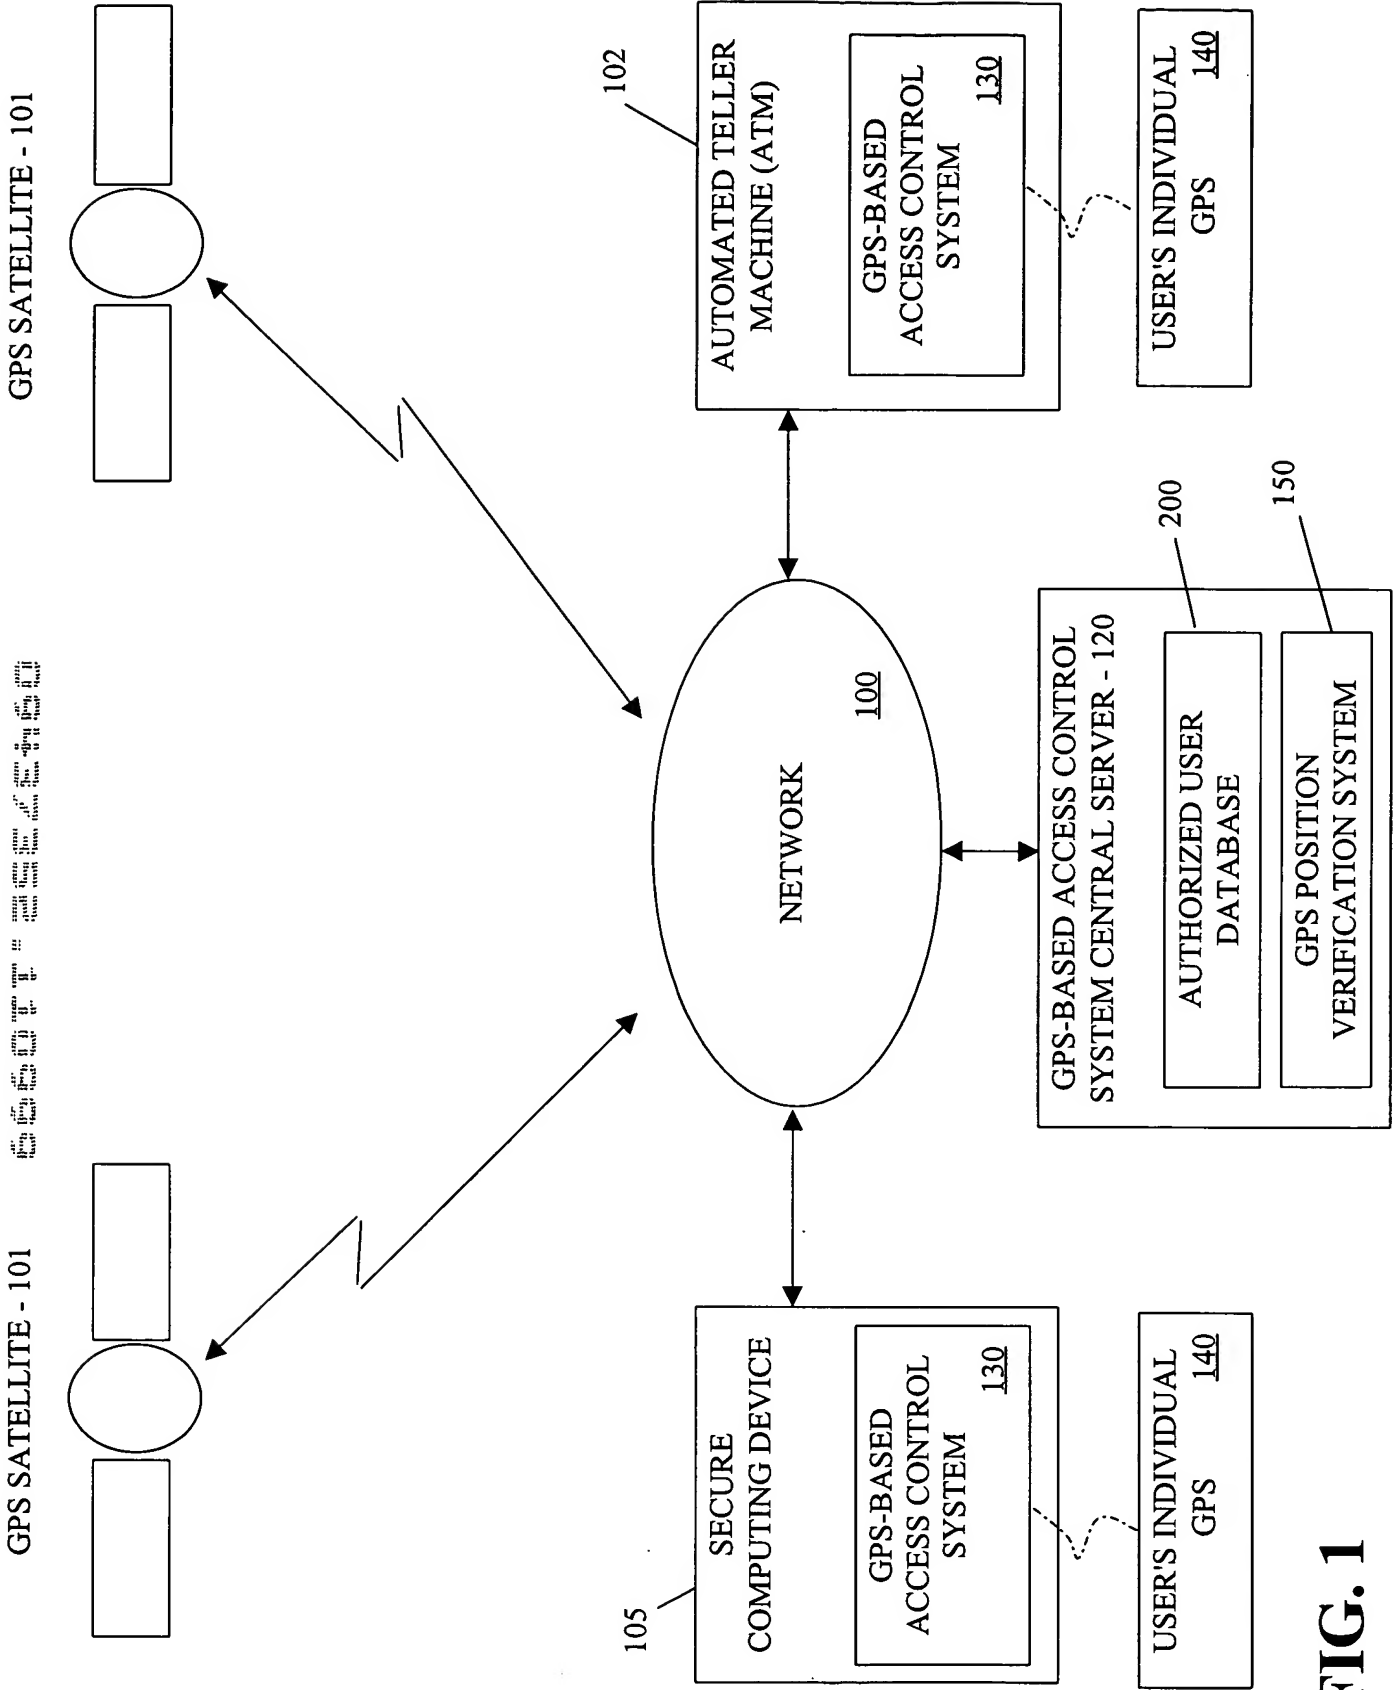 GPS SATELLITE - 101
GPS SATELLITE - 101
105
SECURE
COMPUTING DEVICE
GPS-BASED
ACCESS CONTROL
SYSTEM
130
USER'S INDIVIDUAL
GPS
140
NETWORK
100
GPS-BASED ACCESS CONTROL
SYSTEM CENTRAL SERVER - 120
AUTHORIZED USER
DATABASE
200
GPS POSITION
VERIFICATION SYSTEM
150
102
AUTOMATED TELLER
MACHINE (ATM)
GPS-BASED
ACCESS CONTROL
SYSTEM
130
USER'S INDIVIDUAL
GPS
140
FIG. 1